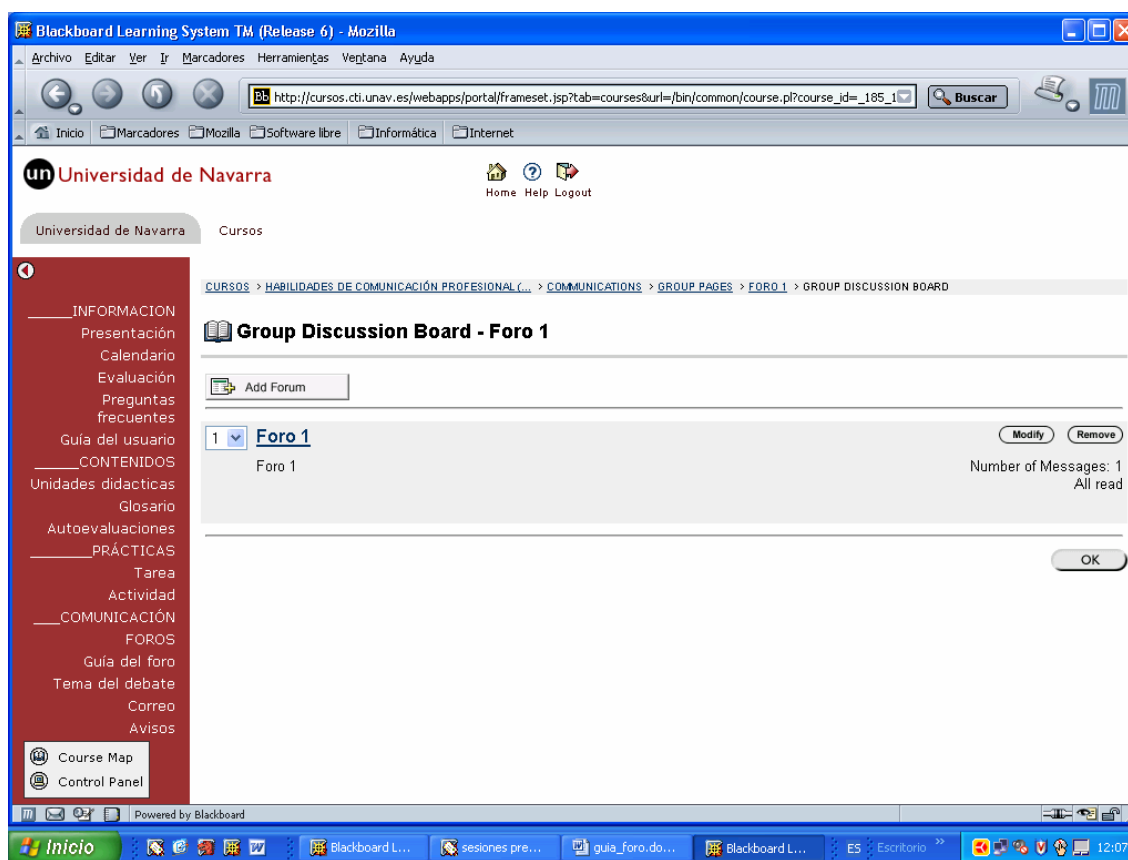 Blackboard Learning System TM (Release 6) - Mozilla
Archivo Editar Ver Ir Marcadores Herramientas Ventana Ayuda
Bb http://cursos.cti.unav.es/webapps/portal/frameset.jsp?tab=courses&url=/bin/common/course.pl?course_id=_185_1
Buscar
Inicio Marcadores Mozilla Software libre Informática Internet
un Universidad de Navarra
Home Help Logout
Universidad de Navarra Cursos
CURSOS > HABILIDADES DE COMUNICACIÓN PROFESIONAL (... > COMMUNICATIONS > GROUP PAGES > FORO 1 > GROUP DISCUSSION BOARD
_____INFORMACION
Presentación
Calendario
Evaluación
Preguntas
frecuentes
Guía del usuario
_____CONTENIDOS
Unidades didacticas
Glosario
Autoevaluaciones
_______PRÁCTICAS
Tarea
Actividad
___COMUNICACIÓN
FOROS
Guía del foro
Tema del debate
Correo
Avisos
Course Map
Control Panel
Group Discussion Board - Foro 1
Add Forum
1 Foro 1
Modify Remove
Foro 1
Number of Messages: 1
All read
OK
Powered by Blackboard
Inicio Blackboard L... sesiones pre... guia_foro.do... Blackboard L... ES Escritorio » 12:07